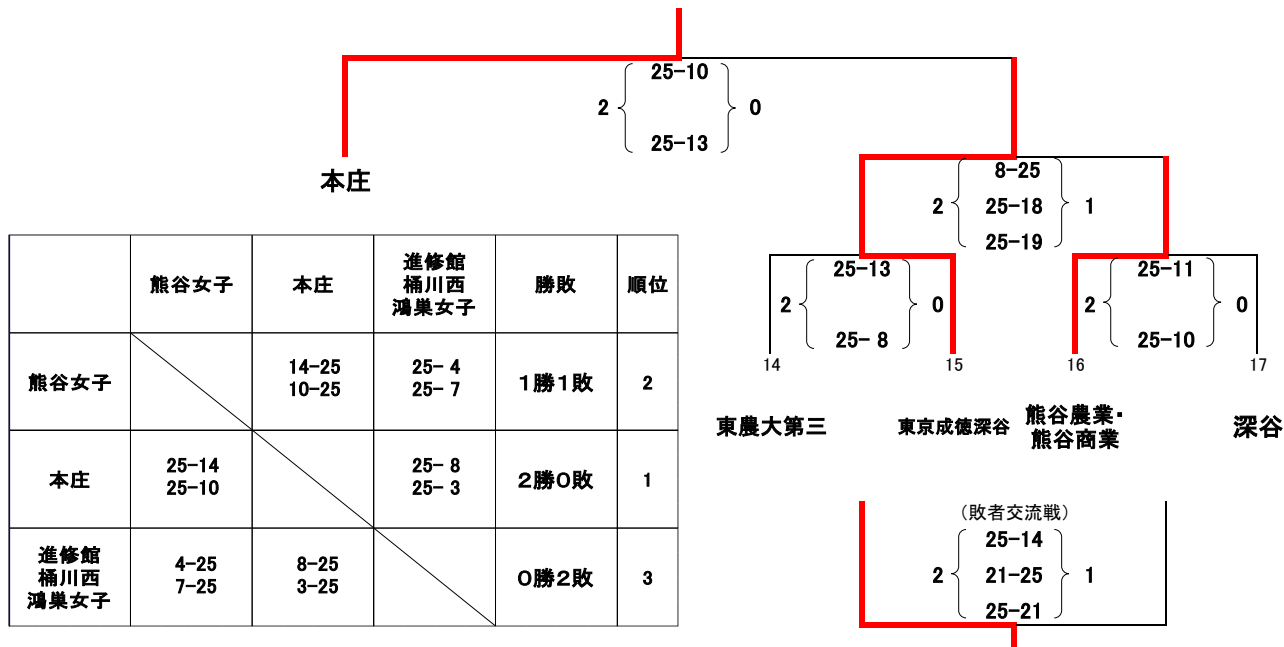 25-10
2 0
25-13
本庄
8-25
2 25-18 1
25-19
25-13
2 0
25- 8
25-11
2 0
25-10
14 15 16 17
東農大第三
東京成徳深谷
熊谷農業・
熊谷商業
深谷
(敗者交流戦)
25-14
2 21-25 1
25-21
熊谷女子
本庄
進修館
桶川西
鴻巣女子
勝敗
順位
熊谷女子
14-25
10-25
25- 4
25- 7
1勝1敗
2
本庄
25-14
25-10
25- 8
25- 3
2勝0敗
1
進修館
桶川西
鴻巣女子
4-25
7-25
8-25
3-25
0勝2敗
3